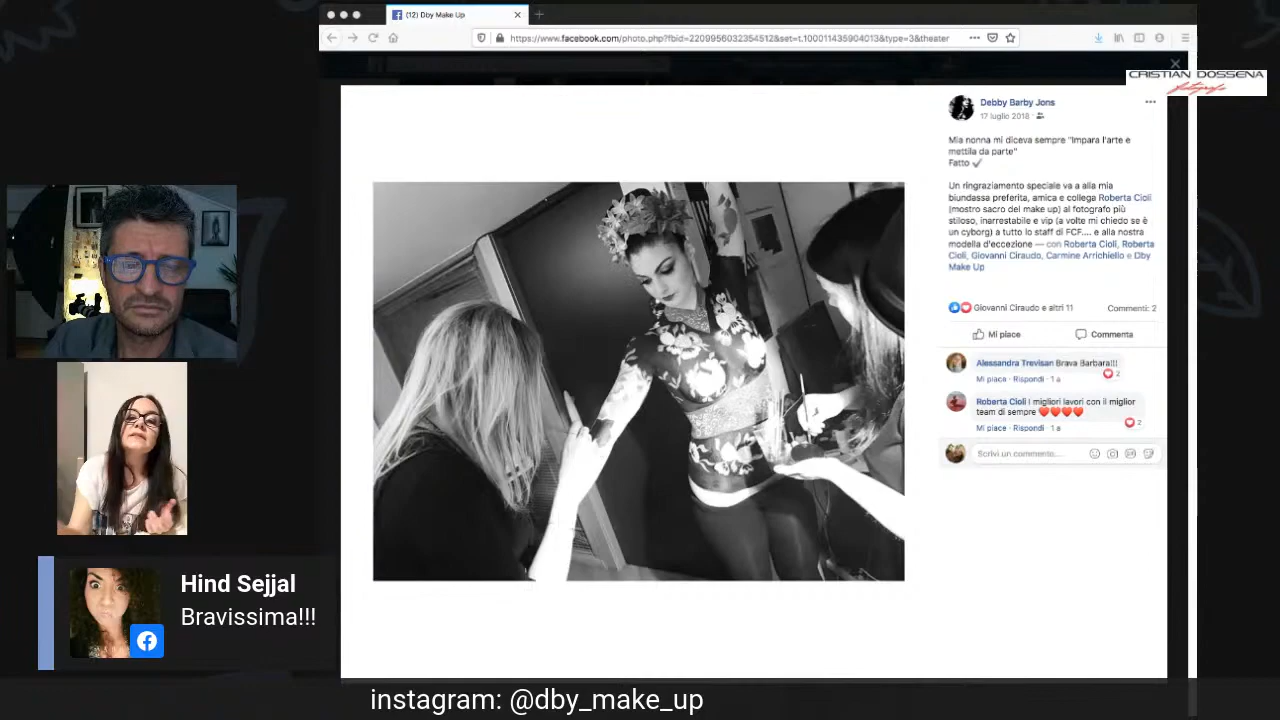 (12) Dby Make Up
https://www.facebook.com/photo.php?fbid=2209956032354512&set=t.100011435904013&type=3&theater
CRISTIAN DOSSENA
fotografo
Debby Barby Jons
17 luglio 2018
Mia nonna mi diceva sempre "Impara l'arte e
mettila da parte"
Fatto ✓
Un ringraziamento speciale va a alla mia
biundassa preferita, amica e collega Roberta Cioli
(mostro sacro del make up) al fotografo più
stiloso, inarrestabile e vip (a volte mi chiedo se è
un cyborg) a tutto lo staff di FCF.... e alla nostra
modella d'eccezione — con Roberta Cioli, Roberta
Cioli, Giovanni Ciraudo, Carmine Arrichiello e Dby
Make Up
Giovanni Ciraudo e altri 11
Commenti: 2
Mi piace
Commenta
Alessandra Trevisan Brava Barbara!!!
2
Mi piace · Rispondi · 1 a
Roberta Cioli I migliori lavori con il miglior
team di sempre ❤❤❤❤
2
Mi piace · Rispondi · 1 a
Scrivi un commento...
Hind Sejjal
Bravissima!!!
instagram: @dby_make_up